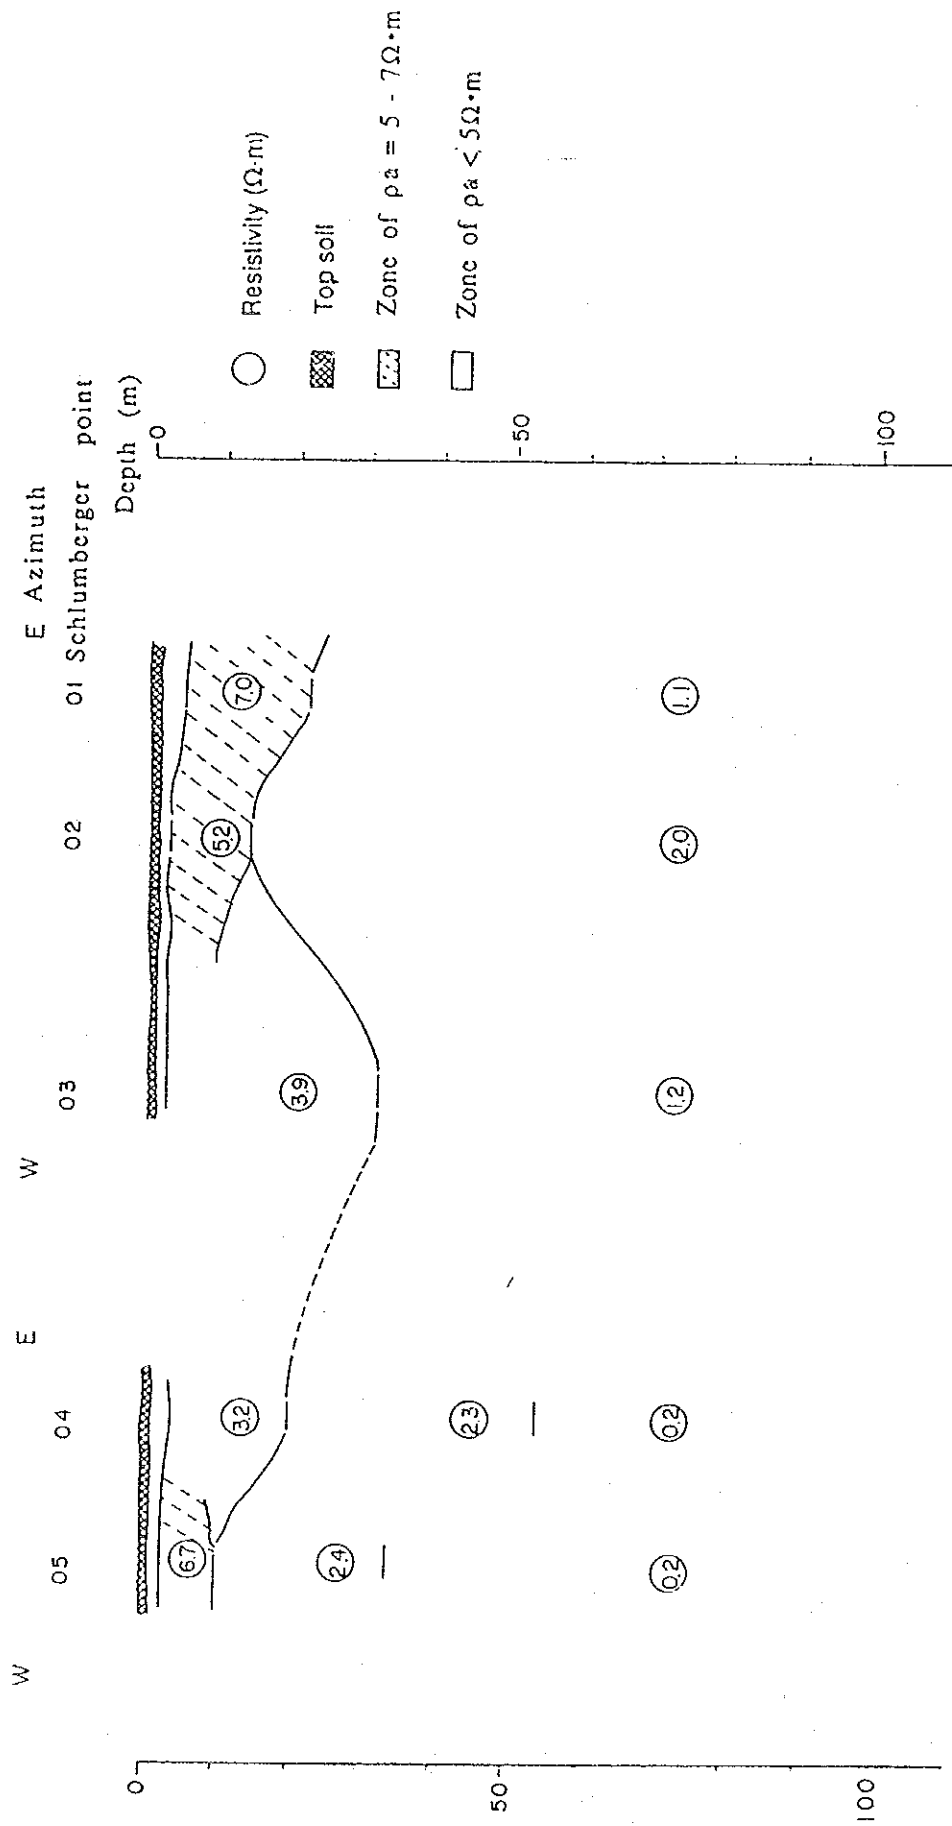 W E W E Azimuth
05 04 03 02 01 Schlumberger point
Depth (m)
0
50
100
0
50
100
6.7
3.2
3.9
5.2
7.0
2.4
2.3
0.2
0.2
1.2
2.0
1.1
Resistivity (Ω·m)
Top soil
Zone of ρa = 5 - 7Ω·m
Zone of ρa < 5Ω·m